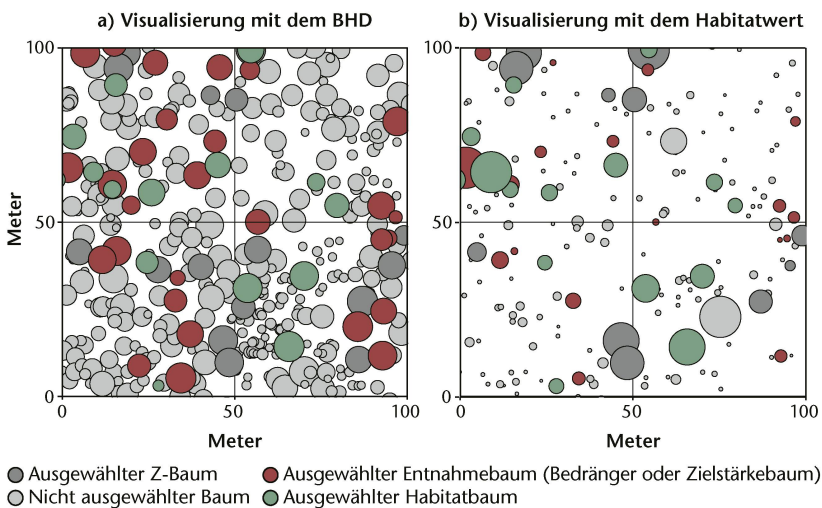 a) Visualisierung mit dem BHD
b) Visualisierung mit dem Habitatwert
100
50
0
Meter
0
50
100
Meter
100
50
0
0
50
100
Meter
Ausgewählter Z-Baum
Ausgewählter Entnahmebaum (Bedränger oder Zielstärkebaum)
Nicht ausgewählter Baum
Ausgewählter Habitatbaum